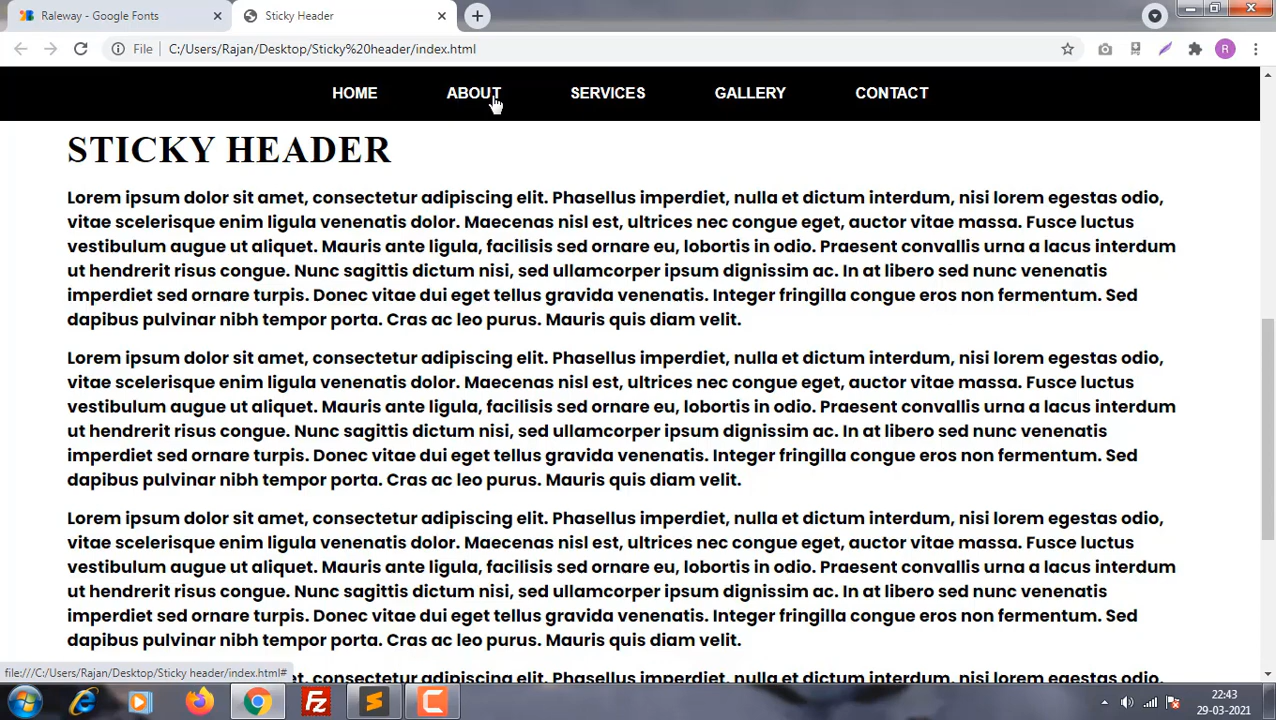 Raleway - Google Fonts
Sticky Header
File
C:/Users/Rajan/Desktop/Sticky%20header/index.html
R
HOME ABOUT SERVICES GALLERY CONTACT
STICKY HEADER
Lorem ipsum dolor sit amet, consectetur adipiscing elit. Phasellus imperdiet, nulla et dictum interdum, nisi lorem egestas odio,
vitae scelerisque enim ligula venenatis dolor. Maecenas nisl est, ultrices nec congue eget, auctor vitae massa. Fusce luctus
vestibulum augue ut aliquet. Mauris ante ligula, facilisis sed ornare eu, lobortis in odio. Praesent convallis urna a lacus interdum
ut hendrerit risus congue. Nunc sagittis dictum nisi, sed ullamcorper ipsum dignissim ac. In at libero sed nunc venenatis
imperdiet sed ornare turpis. Donec vitae dui eget tellus gravida venenatis. Integer fringilla congue eros non fermentum. Sed
dapibus pulvinar nibh tempor porta. Cras ac leo purus. Mauris quis diam velit.
Lorem ipsum dolor sit amet, consectetur adipiscing elit. Phasellus imperdiet, nulla et dictum interdum, nisi lorem egestas odio,
vitae scelerisque enim ligula venenatis dolor. Maecenas nisl est, ultrices nec congue eget, auctor vitae massa. Fusce luctus
vestibulum augue ut aliquet. Mauris ante ligula, facilisis sed ornare eu, lobortis in odio. Praesent convallis urna a lacus interdum
ut hendrerit risus congue. Nunc sagittis dictum nisi, sed ullamcorper ipsum dignissim ac. In at libero sed nunc venenatis
imperdiet sed ornare turpis. Donec vitae dui eget tellus gravida venenatis. Integer fringilla congue eros non fermentum. Sed
dapibus pulvinar nibh tempor porta. Cras ac leo purus. Mauris quis diam velit.
Lorem ipsum dolor sit amet, consectetur adipiscing elit. Phasellus imperdiet, nulla et dictum interdum, nisi lorem egestas odio,
vitae scelerisque enim ligula venenatis dolor. Maecenas nisl est, ultrices nec congue eget, auctor vitae massa. Fusce luctus
vestibulum augue ut aliquet. Mauris ante ligula, facilisis sed ornare eu, lobortis in odio. Praesent convallis urna a lacus interdum
ut hendrerit risus congue. Nunc sagittis dictum nisi, sed ullamcorper ipsum dignissim ac. In at libero sed nunc venenatis
imperdiet sed ornare turpis. Donec vitae dui eget tellus gravida venenatis. Integer fringilla congue eros non fermentum. Sed
dapibus pulvinar nibh tempor porta. Cras ac leo purus. Mauris quis diam velit.
et, consectetur adipiscing elit. Phasellus imperdiet, nulla et dictum interdum, nisi lorem egestas odio,
file:///C:/Users/Rajan/Desktop/Sticky header/index.html#
22:43
29-03-2021